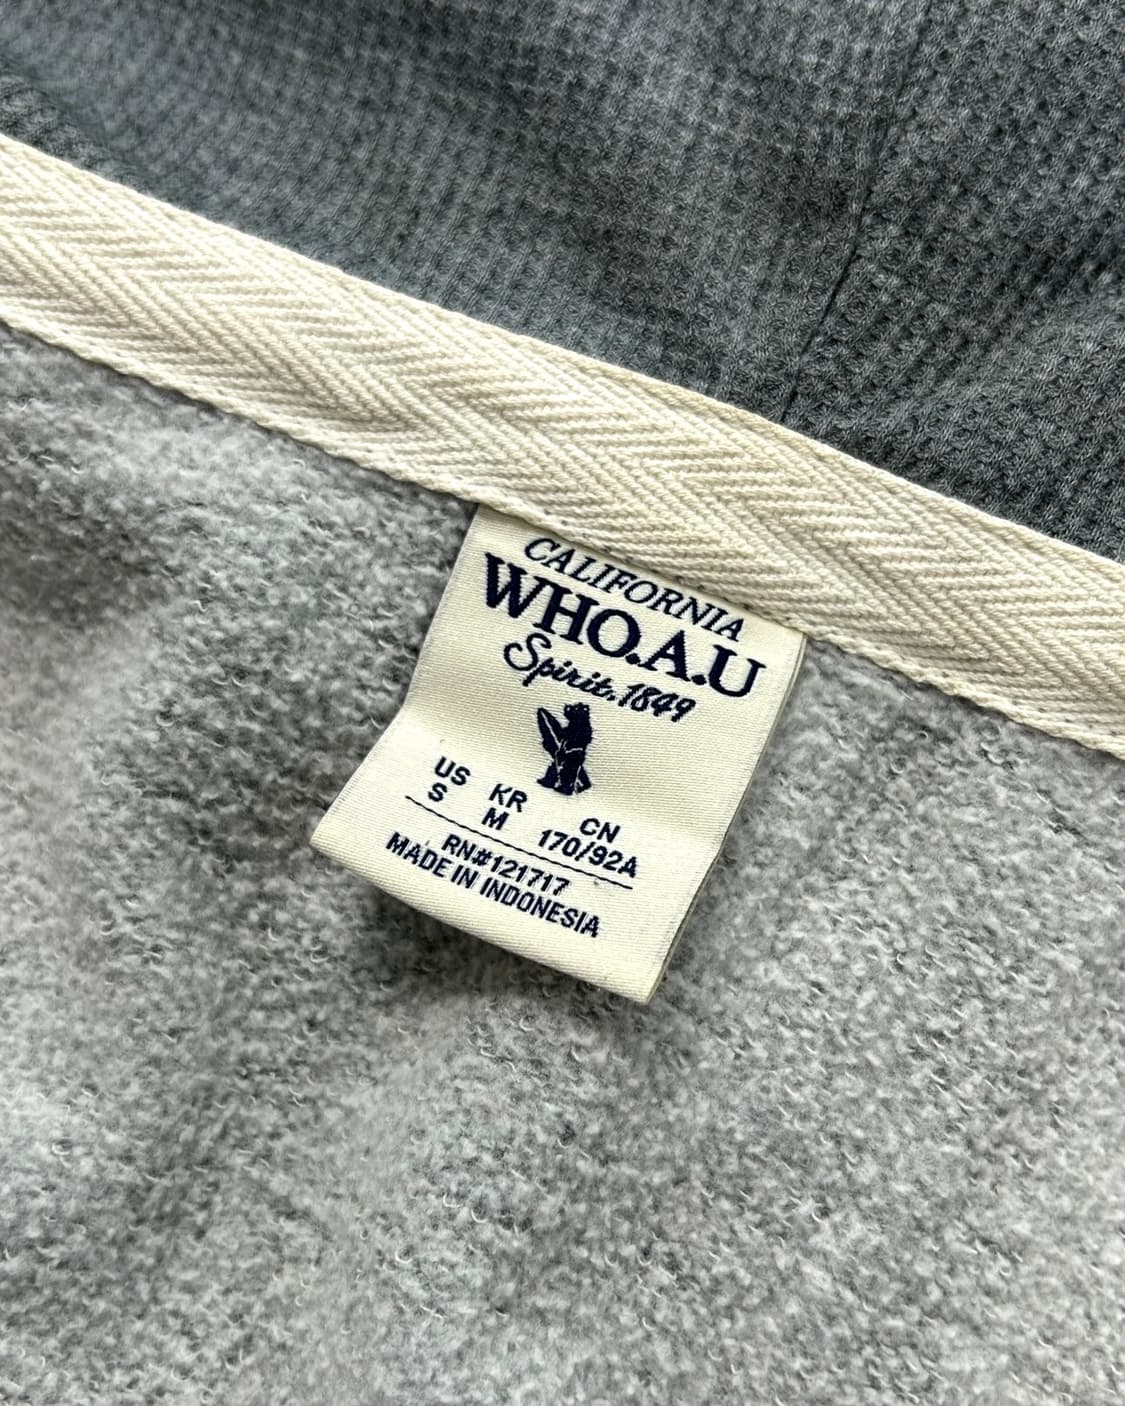 CALIFORNIA
WHO.A.U
Spirit.1849
US KR CN
S M 170/92A
RN#121717
MADE IN INDONESIA